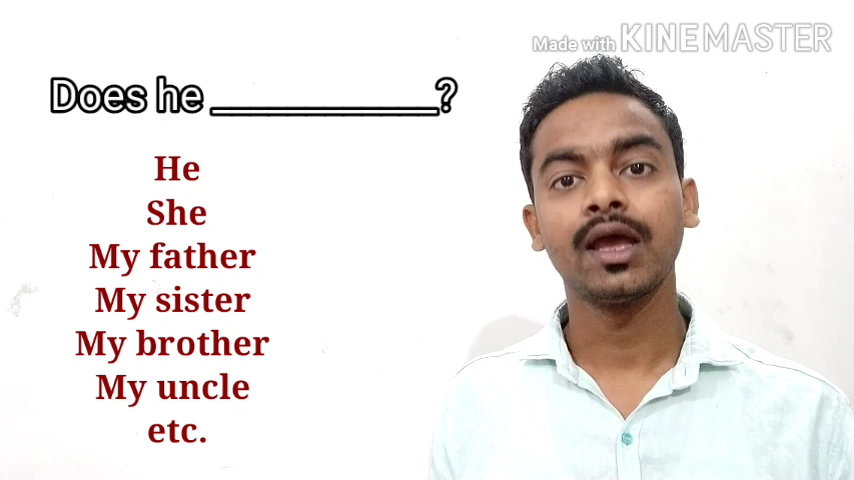 Made with KINEMASTER
Does he ____________?
He
She
My father
My sister
My brother
My uncle
etc.